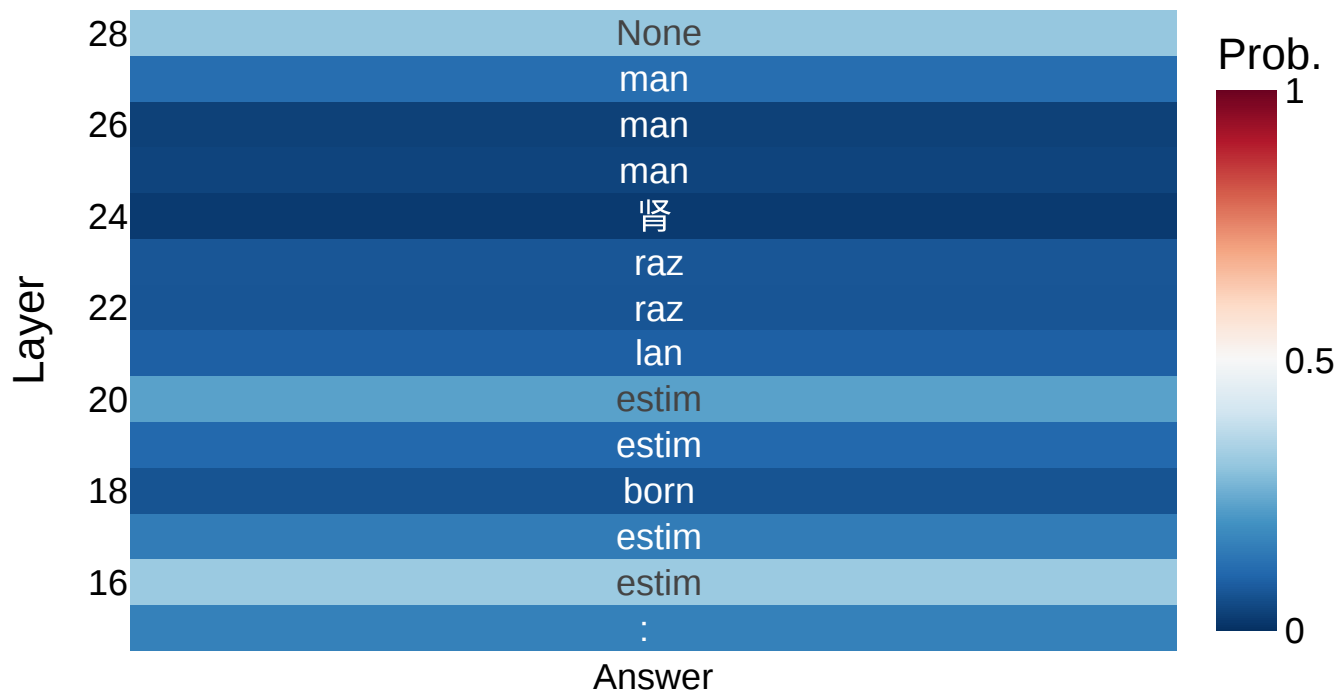 28 None
Prob.
man
1
26 man
man
24 肾
raz
22 raz
Layer
lan
0.5
20 estim
estim
18 born
estim
16 estim
:
0
Answer